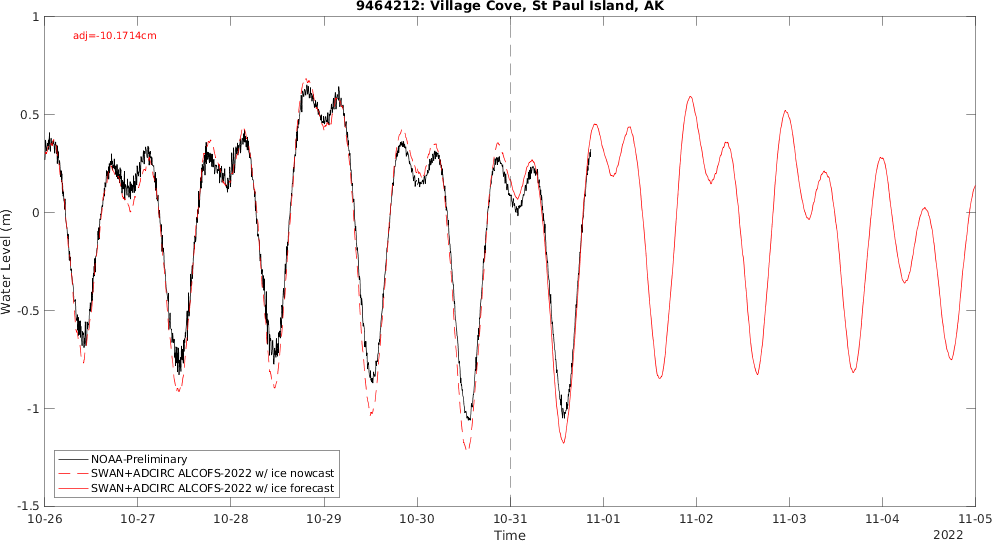 9464212: Village Cove, St Paul Island, AK
adj=-10.1714cm
1
0.5
0
-0.5
-1
-1.5
Water Level (m)
NOAA-Preliminary
SWAN+ADCIRC ALCOFS-2022 w/ ice nowcast
SWAN+ADCIRC ALCOFS-2022 w/ ice forecast
10-26 10-27 10-28 10-29 10-30 10-31 11-01 11-02 11-03 11-04 11-05
Time
2022